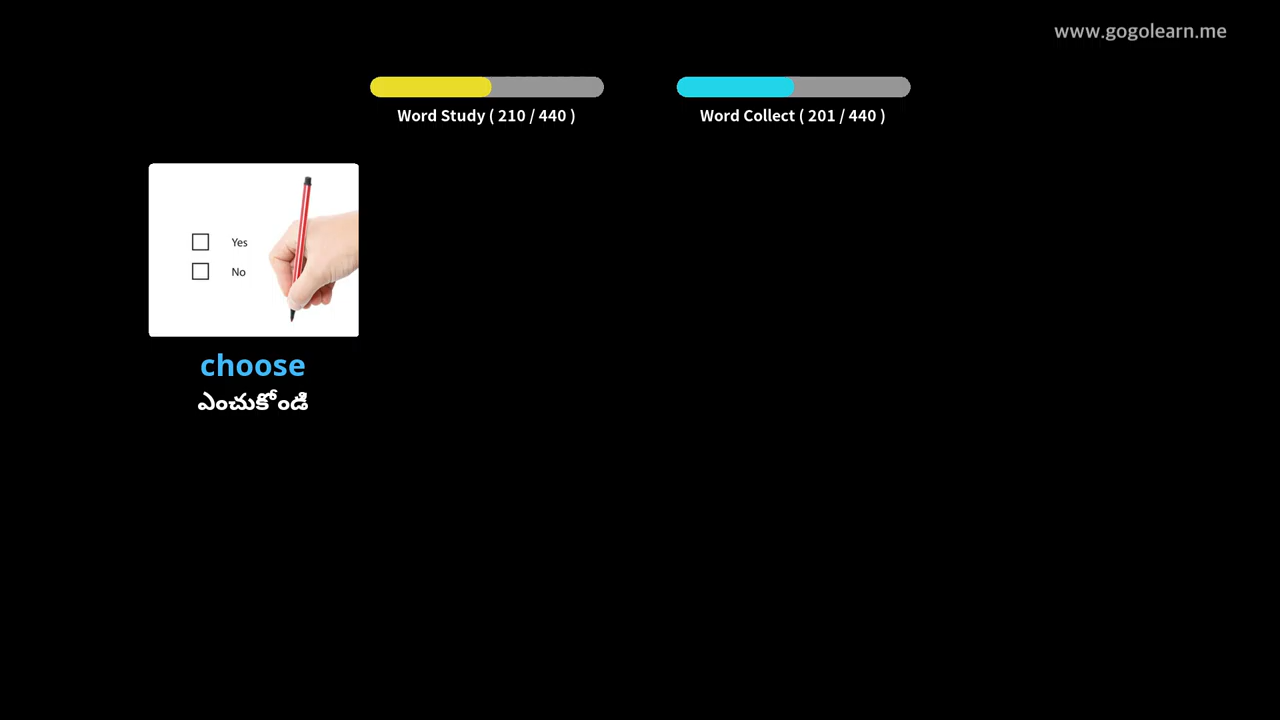 www.gogolearn.me
Word Study ( 210 / 440 )
Word Collect ( 201 / 440 )
Yes
No
choose
ఎంచుకోండి